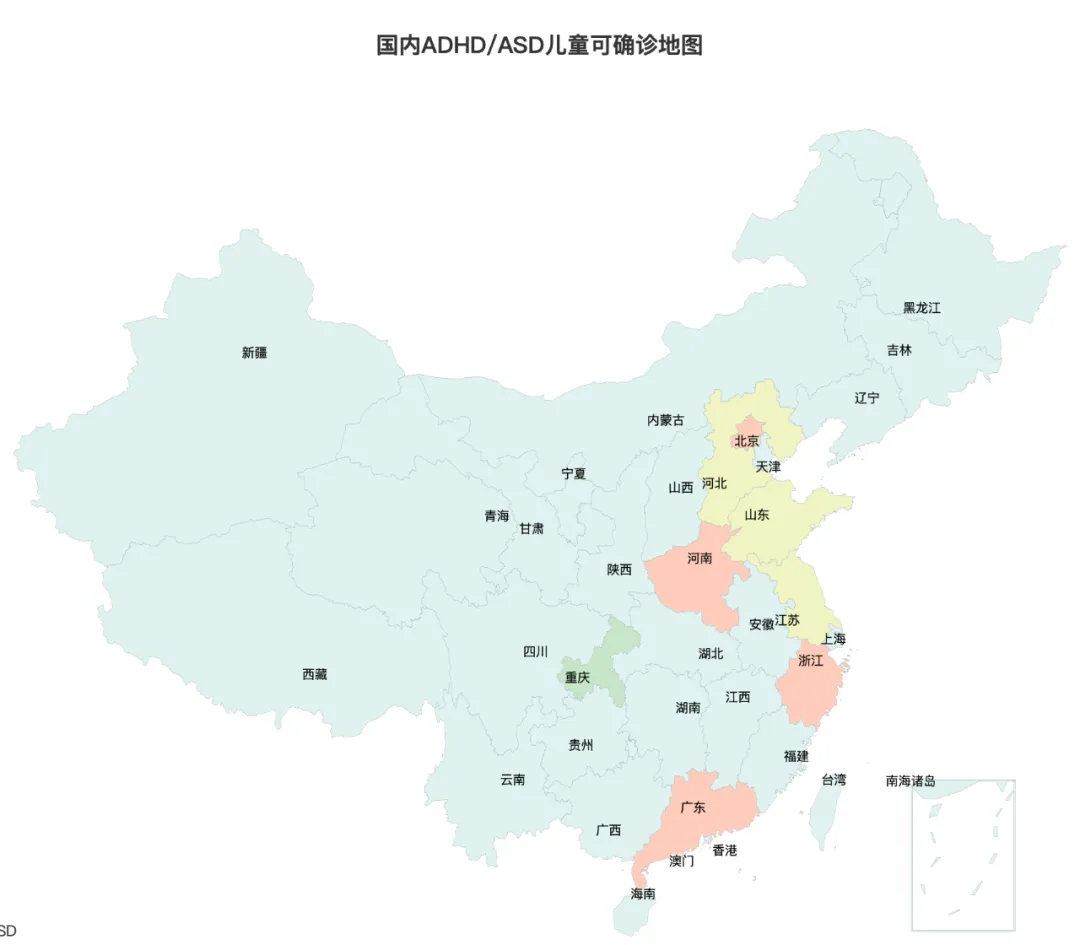 国内ADHD/ASD儿童可确诊地图
黑龙江
吉林
新疆
辽宁
内蒙古
北京
天津
宁夏
河北
山西
青海
山东
甘肃
河南
陕西
江苏
安徽
上海
四川
湖北
浙江
西藏
重庆
江西
湖南
贵州
福建
云南
台湾
南海诸岛
广东
广西
香港
澳门
海南
SD